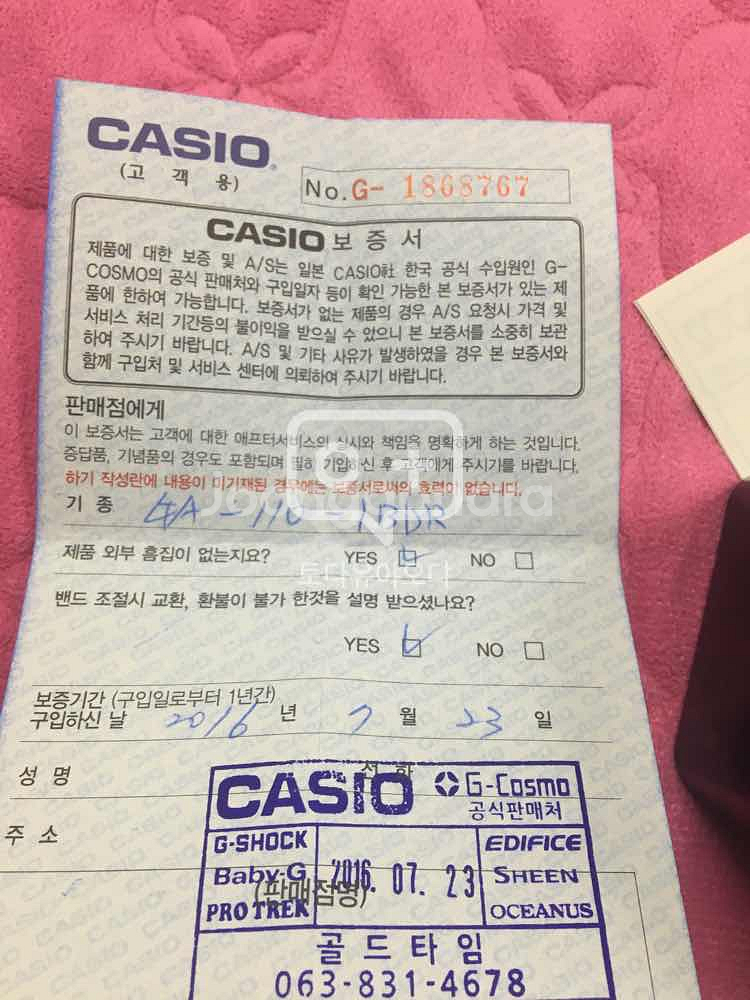 CASIO
(고 객 용)
No.G- 1868767
CASIO 보 증 서
제품에 대한 보증 및 A/S는 일본 CASIO社 한국 공식 수입원인 G-
COSMO의 공식 판매처와 구입일자 등이 확인 가능한 본 보증서가 있는 제
품에 한하여 가능합니다. 보증서가 없는 제품의 경우 A/S 요청시 가격 및
서비스 처리 기간등의 불이익을 받으실 수 있으니 본 보증서를 소중히 보관
하여 주시기 바랍니다. A/S 및 기타 사유가 발생하였을 경우 본 보증서와
함께 구입처 및 서비스 센터에 의뢰하여 주시기 바랍니다.
판매점에게
이 보증서는 고객에 대한 애프터서비스의 실시와 책임을 명확하게 하는 것입니다.
증답품, 기념품의 경우도 포함되며 필히 기입하신 후 고객에게 주시기를 바랍니다.
하기 작성란에 내용이 미기재된 경우에는 보증서로써의 효력이 없습니다.
기 종 GA-110-1BDR
제품 외부 흠집이 없는지요? YES NO
밴드 조절시 교환, 환불이 불가 한것을 설명 받으셨나요?
YES NO
보증기간 (구입일로부터 1년간)
구입하신 날 2016 년 7 월 23 일
성 명 전 화
주 소
CASIO G-Cosmo
공식판매처
G-SHOCK EDIFICE
Baby-G 2016. 07. 23 SHEEN
(판매점명)
PRO TREK OCEANUS
골드타임
063-831-4678